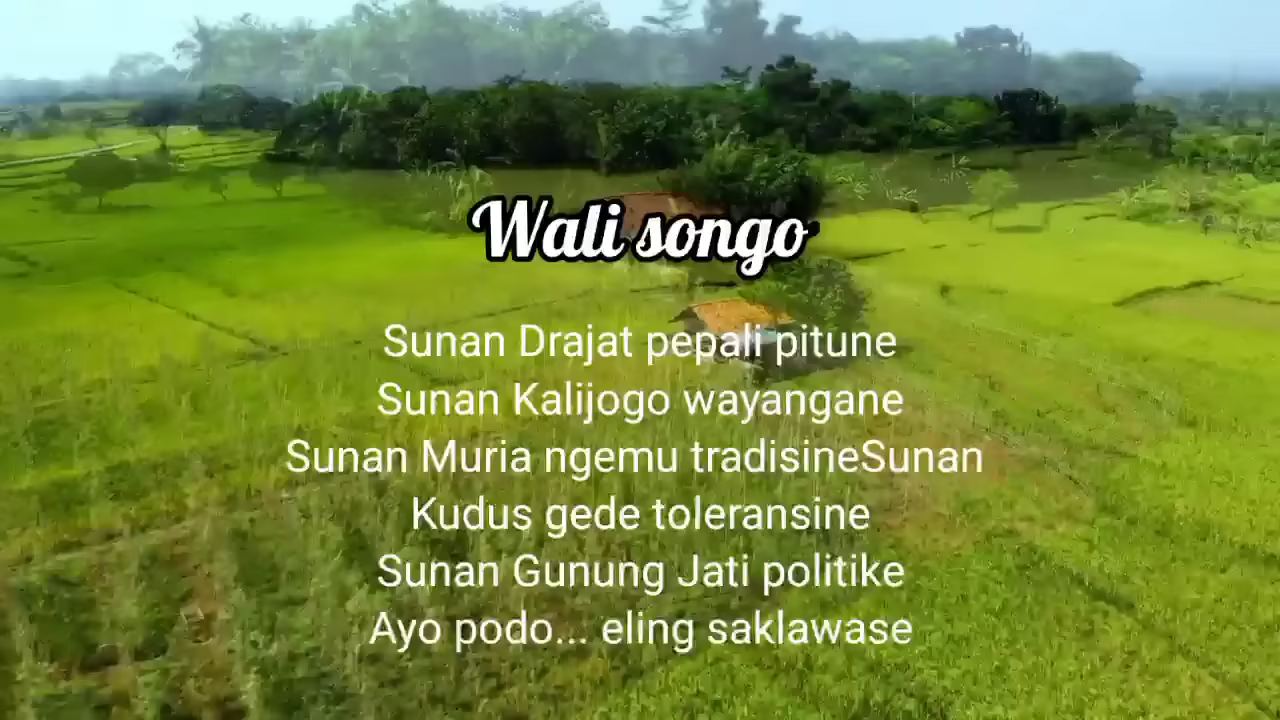 Wali songo
Sunan Drajat pepali pitune
Sunan Kalijogo wayangane
Sunan Muria ngemu tradisineSunan
Kudus gede toleransine
Sunan Gunung Jati politike
Ayo podo... eling saklawase